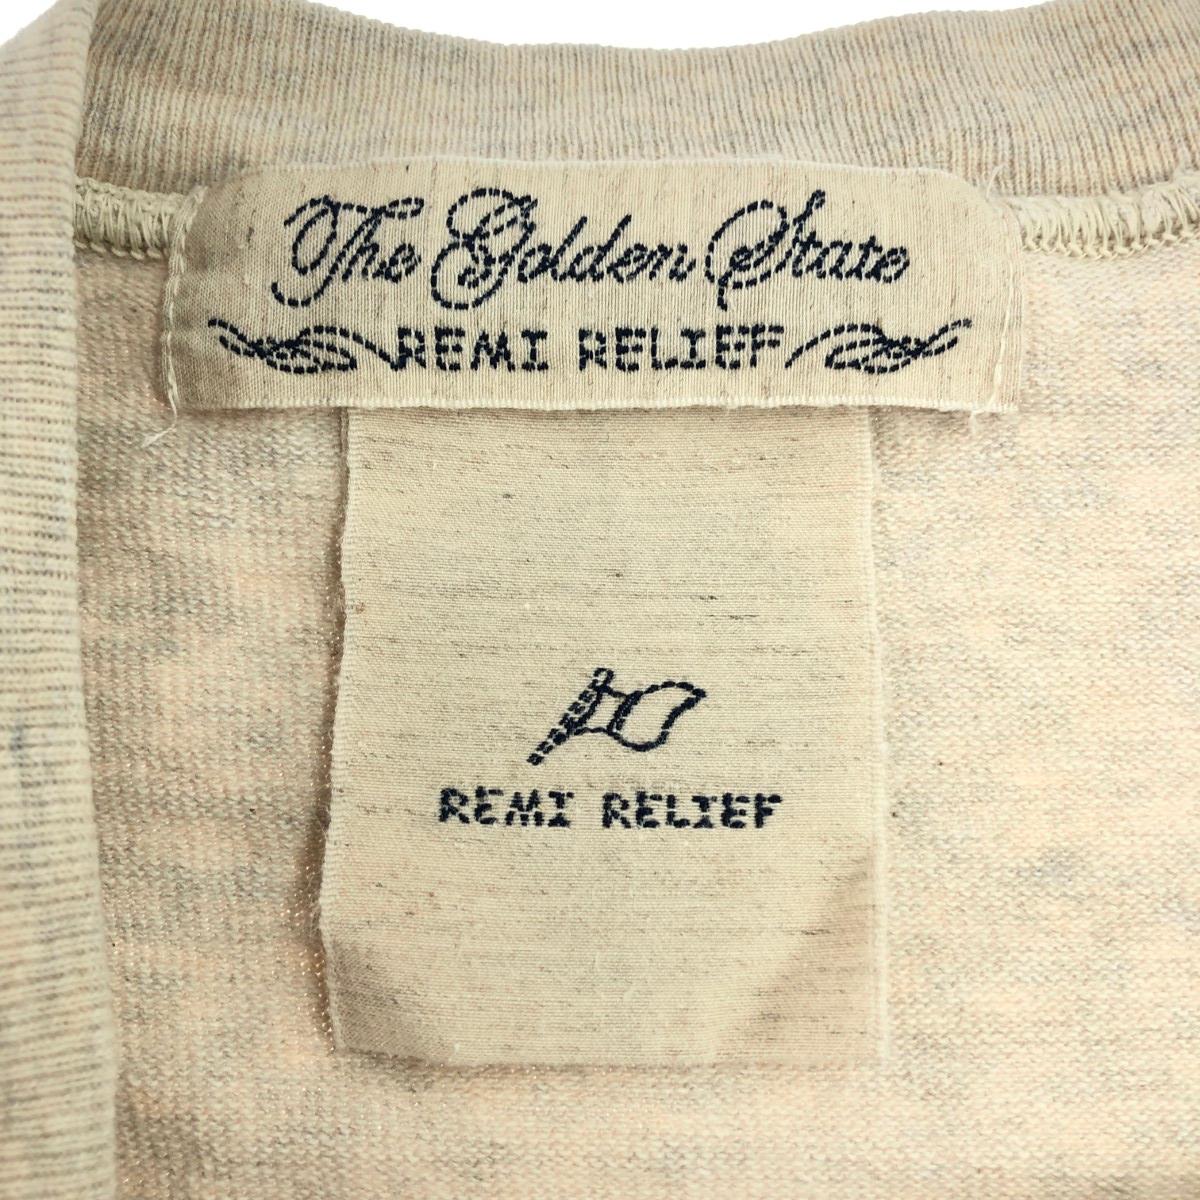 The Golden State
REMI RELIEF
REMI RELIEF